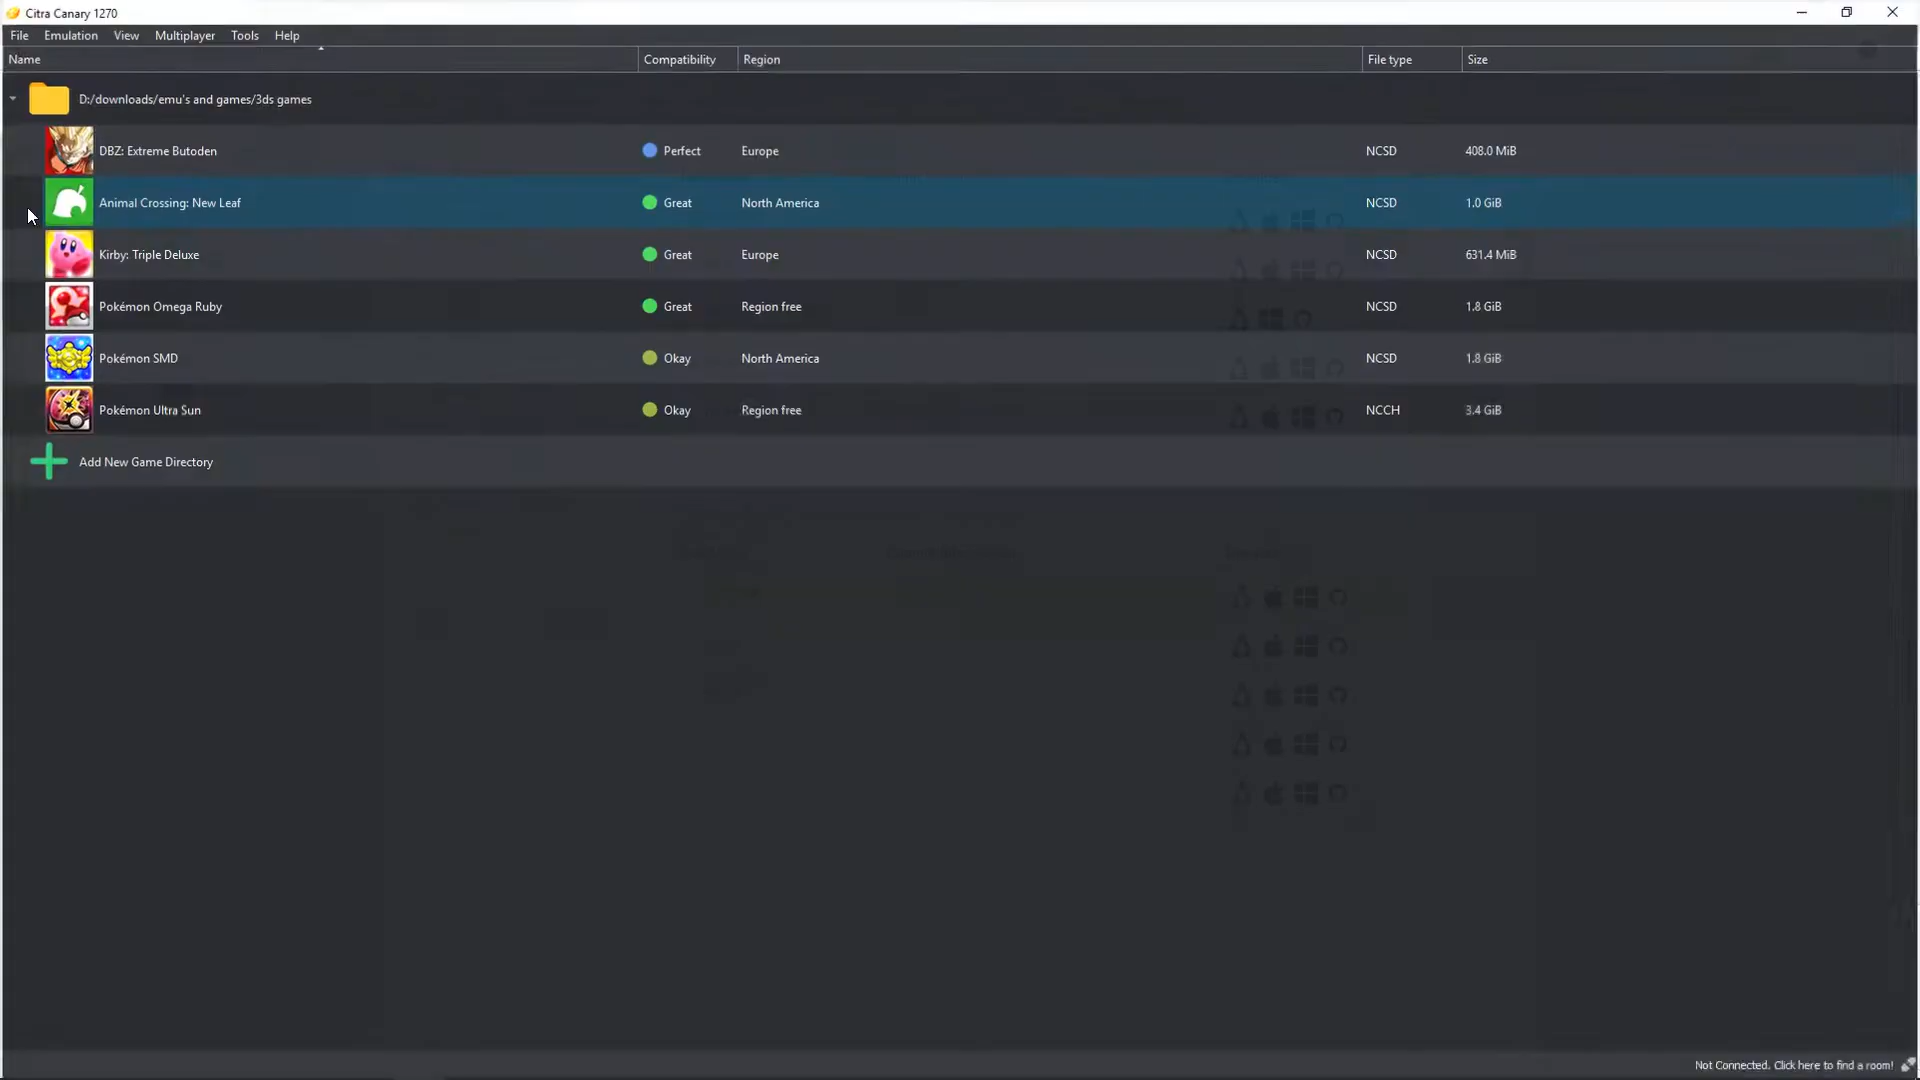 Citra Canary 1270
File Emulation View Multiplayer Tools Help
Name Compatibility Region File type Size
D:/downloads/emu's and games/3ds games
DBZ: Extreme Butoden Perfect Europe NCSD 408.0 MiB
Animal Crossing: New Leaf Great North America NCSD 1.0 GiB
Kirby: Triple Deluxe Great Europe NCSD 631.4 MiB
Pokémon Omega Ruby Great Region free NCSD 1.8 GiB
Pokémon SMD Okay North America NCSD 1.8 GiB
Pokémon Ultra Sun Okay Region free NCCH 3.4 GiB
Add New Game Directory
Not Connected. Click here to find a room!